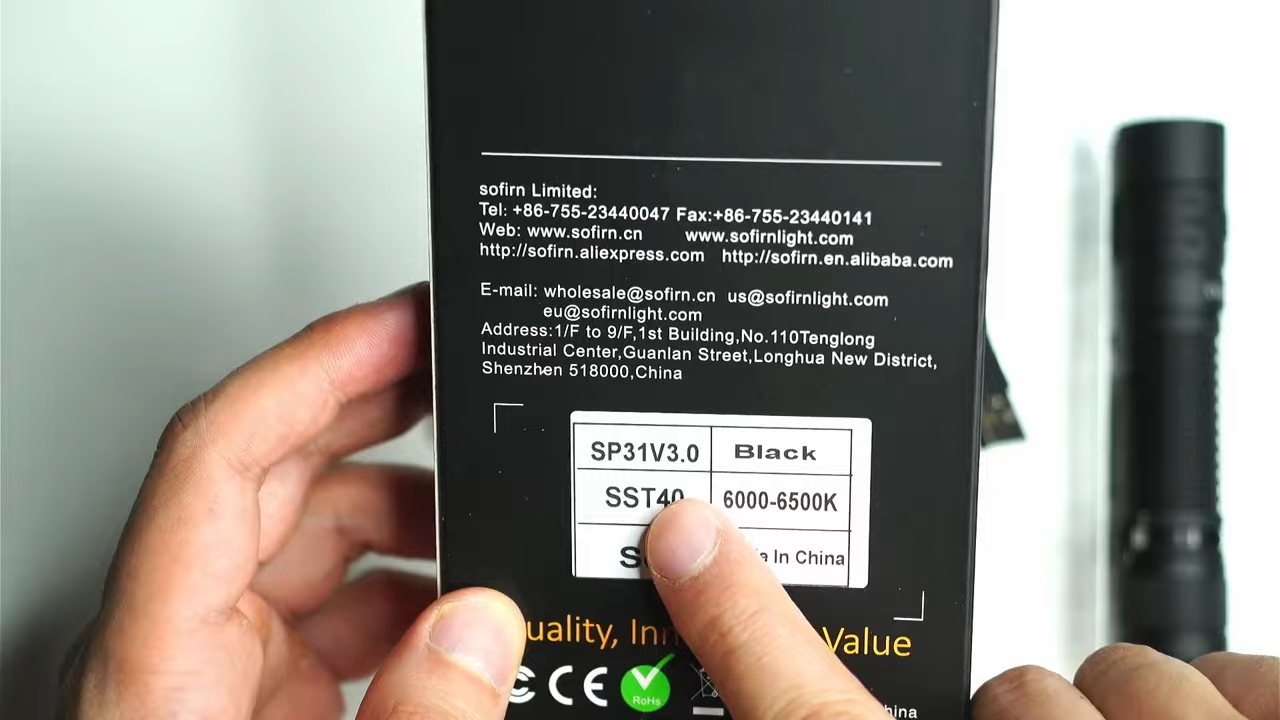 sofirn Limited:
Tel: +86-755-23440047 Fax:+86-755-23440141
Web: www.sofirn.cn www.sofirnlight.com
http://sofirn.aliexpress.com http://sofirn.en.alibaba.com
E-mail: wholesale@sofirn.cn us@sofirnlight.com
eu@sofirnlight.com
Address:1/F to 9/F,1st Building,No.110Tenglong
Industrial Center,Guanlan Street,Longhua New District,
Shenzhen 518000,China
SP31V3.0 Black
SST40 6000-6500K
In China
Value
CE
RoHs